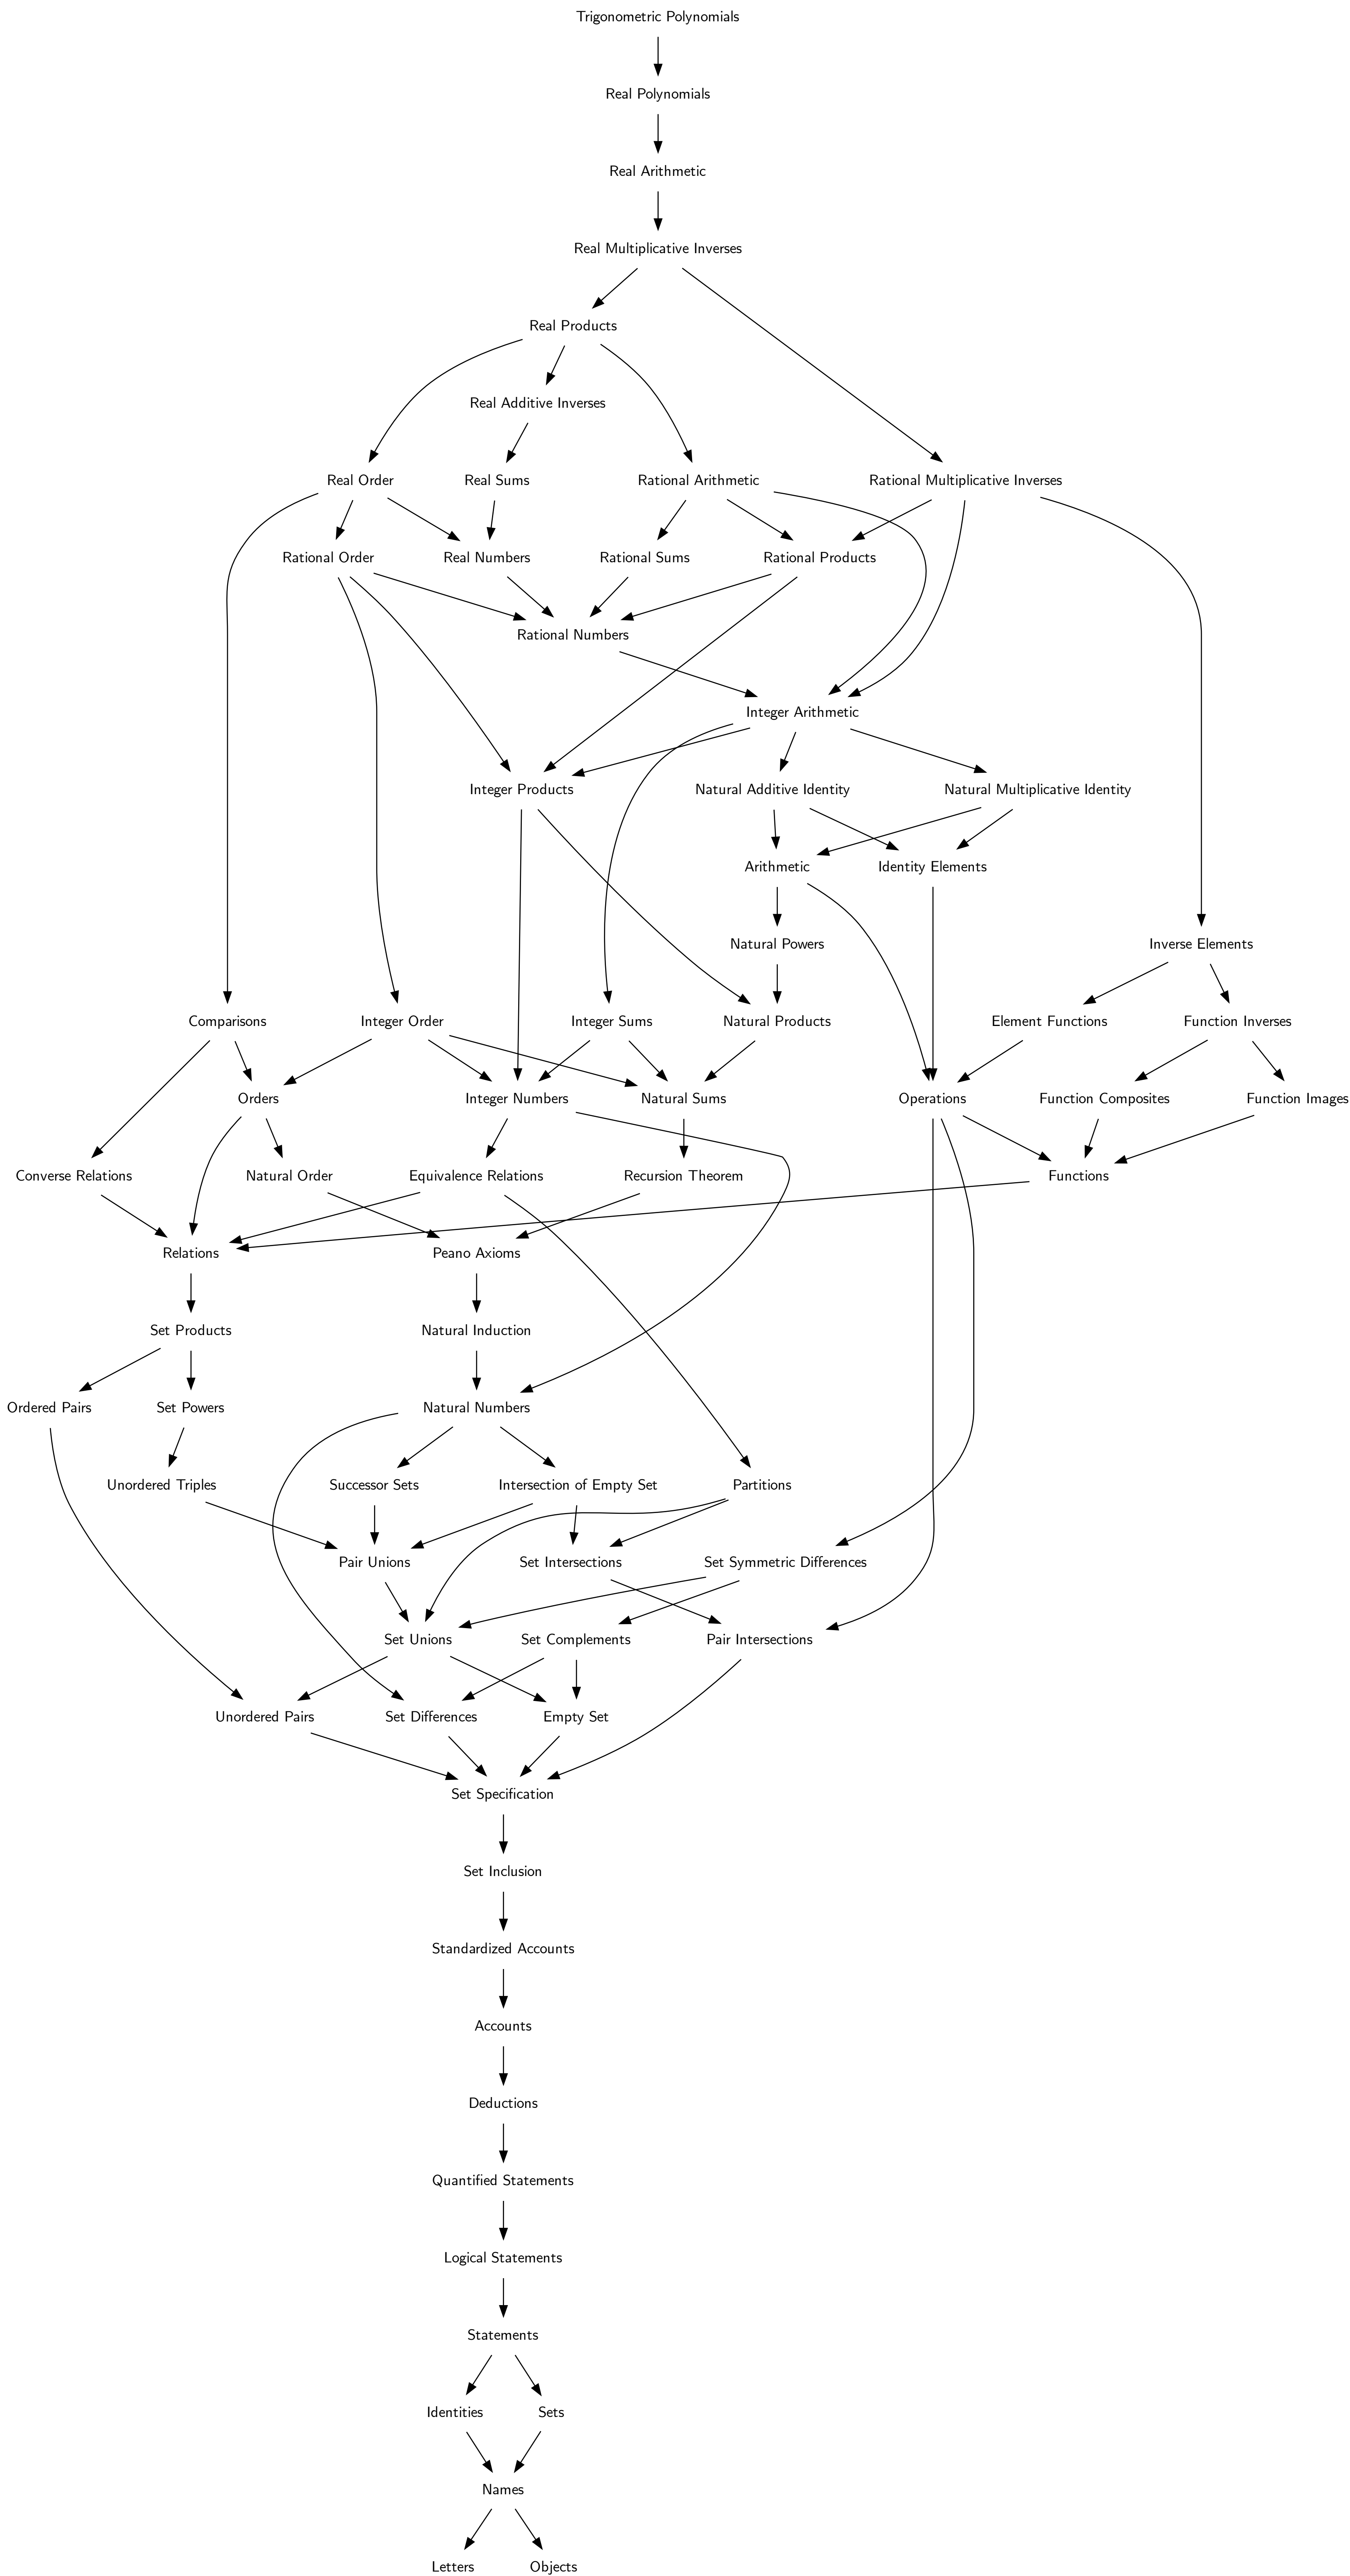 Trigonometric Polynomials
Real Polynomials
Real Arithmetic
Real Multiplicative Inverses
Real Products
Real Additive Inverses
Real Order
Real Sums
Rational Arithmetic
Rational Multiplicative Inverses
Rational Order
Real Numbers
Rational Sums
Rational Products
Rational Numbers
Integer Arithmetic
Integer Products
Natural Additive Identity
Natural Multiplicative Identity
Arithmetic
Identity Elements
Natural Powers
Inverse Elements
Comparisons
Integer Order
Integer Sums
Natural Products
Element Functions
Function Inverses
Orders
Integer Numbers
Natural Sums
Operations
Function Composites
Function Images
Converse Relations
Natural Order
Equivalence Relations
Recursion Theorem
Functions
Relations
Peano Axioms
Set Products
Natural Induction
Ordered Pairs
Set Powers
Natural Numbers
Unordered Triples
Successor Sets
Intersection of Empty Set
Partitions
Pair Unions
Set Intersections
Set Symmetric Differences
Set Unions
Set Complements
Pair Intersections
Unordered Pairs
Set Differences
Empty Set
Set Specification
Set Inclusion
Standardized Accounts
Accounts
Deductions
Quantified Statements
Logical Statements
Statements
Identities
Sets
Names
Letters
Objects